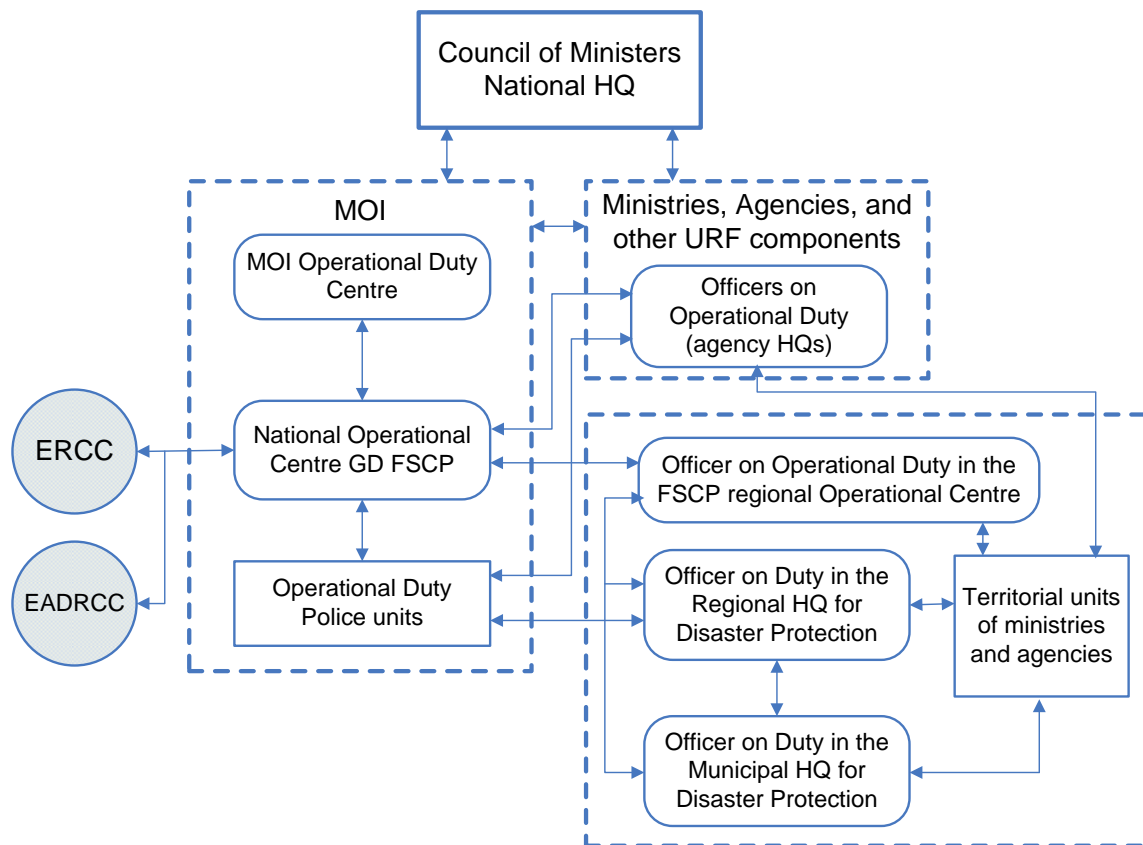 Council of Ministers
National HQ
MOI
MOI Operational Duty
Centre
National Operational
Centre GD FSCP
Operational Duty
Police units
ERCC
EADRCC
Ministries, Agencies, and
other URF components
Officers on
Operational Duty
(agency HQs)
Officer on Operational Duty in the
FSCP regional Operational Centre
Officer on Duty in the
Regional HQ for
Disaster Protection
Territorial units
of ministries
and agencies
Officer on Duty in the
Municipal HQ for
Disaster Protection